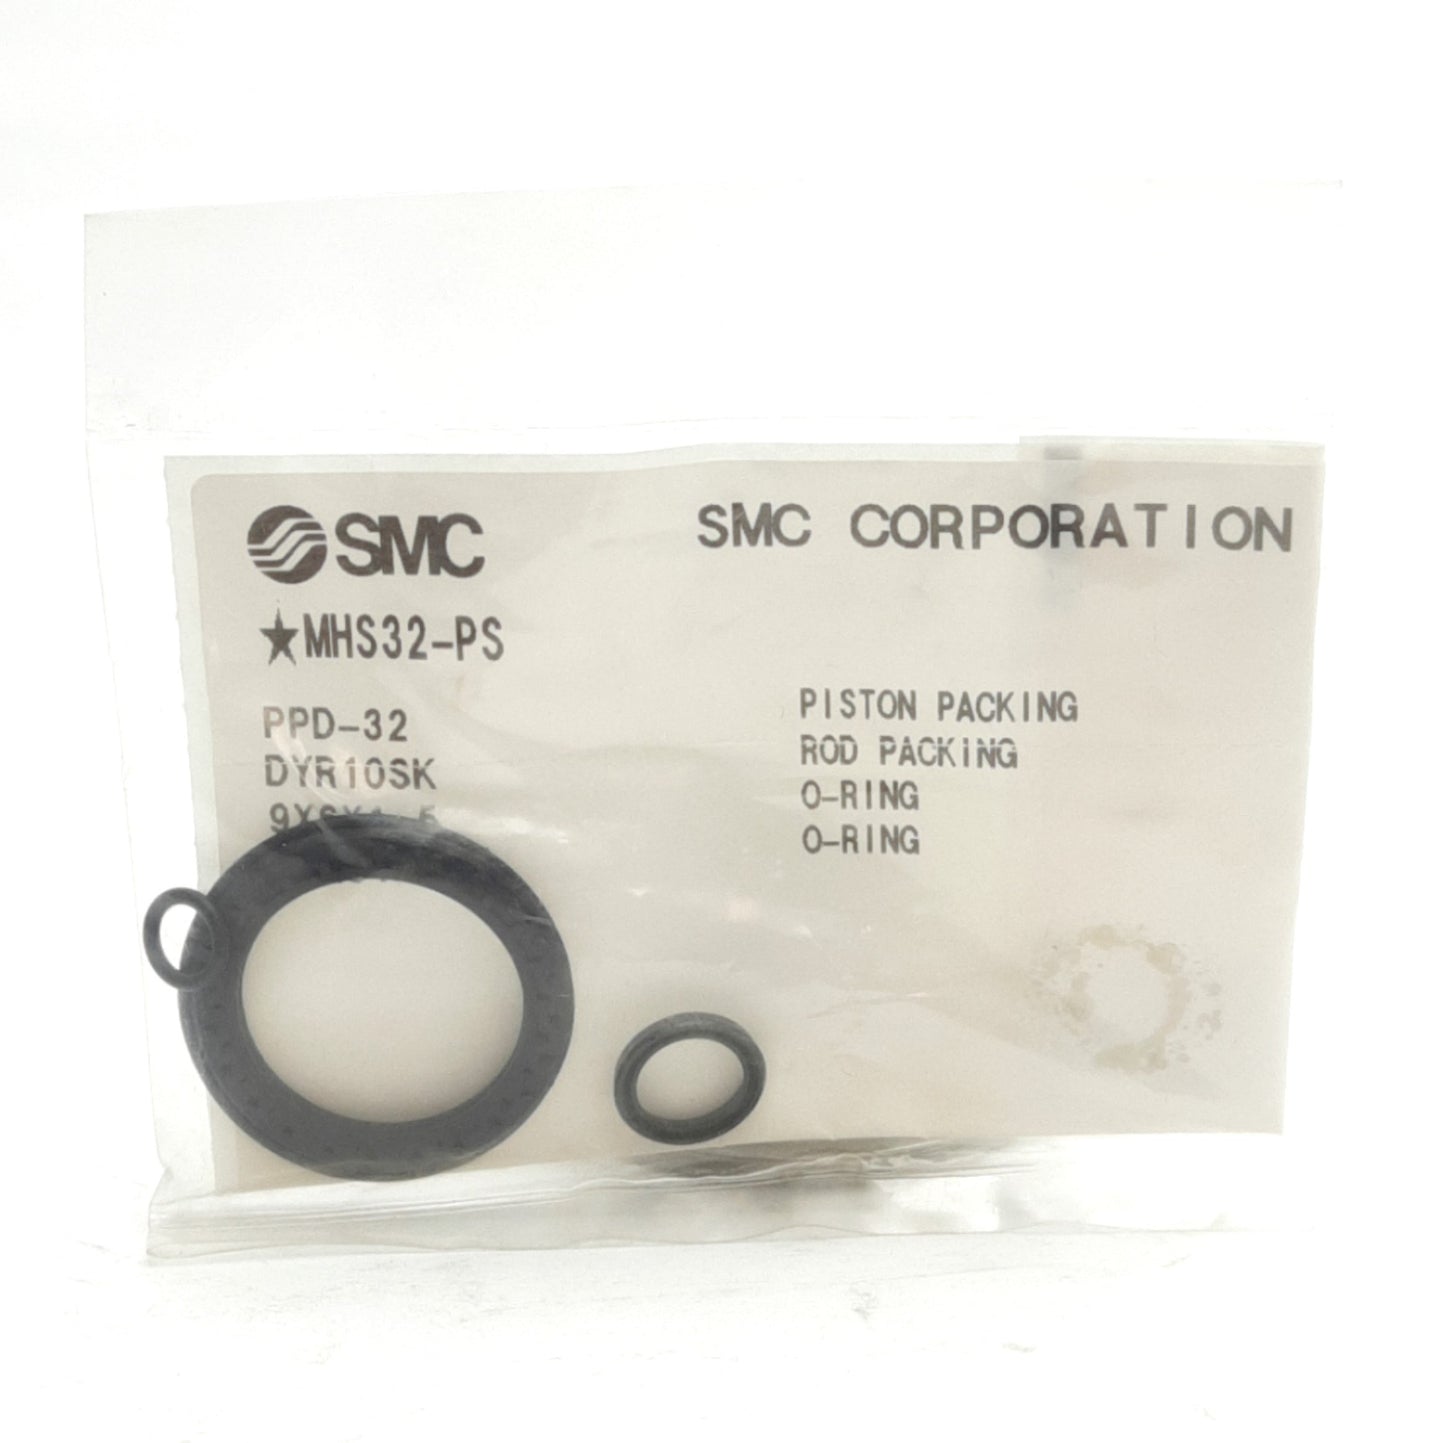 SMC SMC CORPORATION
★MHS32-PS
PPD-32 PISTON PACKING
DYR10SK ROD PACKING
O-RING
O-RING